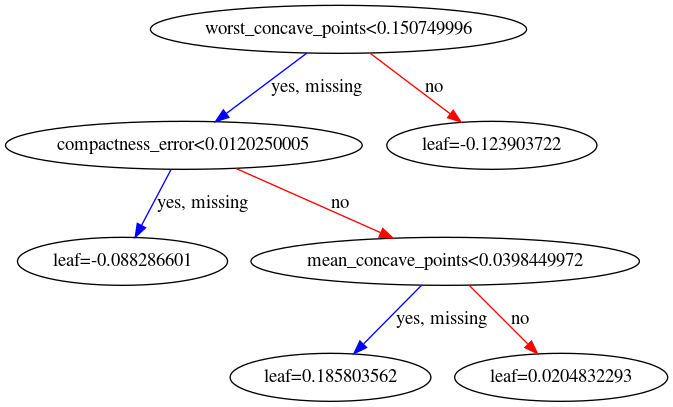 worst_concave_points<0.150749996
yes, missing
no
compactness_error<0.0120250005
leaf=-0.123903722
yes, missing
no
leaf=-0.088286601
mean_concave_points<0.0398449972
yes, missing
no
leaf=0.185803562
leaf=0.0204832293